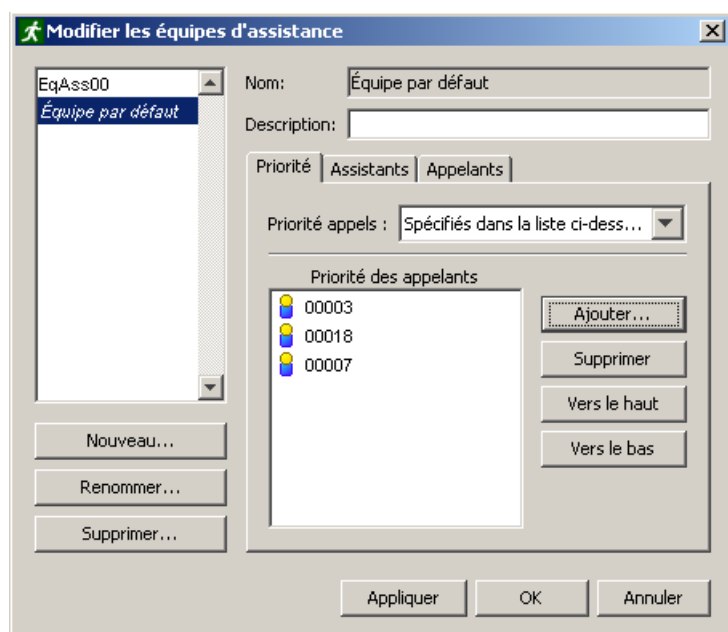 Modifier les équipes d'assistance
EqAss00
Équipe par défaut
Nouveau...
Renommer...
Supprimer...
Nom: Équipe par défaut
Description:
Priorité Assistants Appelants
Priorité appels : Spécifiés dans la liste ci-dess...
Priorité des appelants
00003
00018
00007
Ajouter...
Supprimer
Vers le haut
Vers le bas
Appliquer OK Annuler